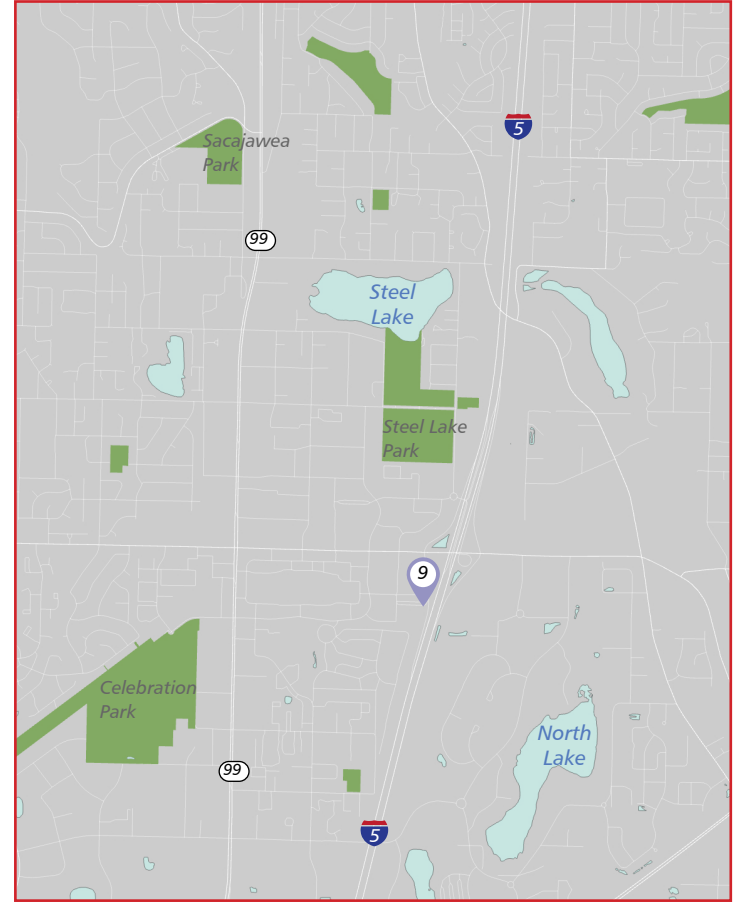 5
Sacajawea
Park
99
Steel
Lake
Steel Lake
Park
9
Celebration
Park
North
Lake
99
5